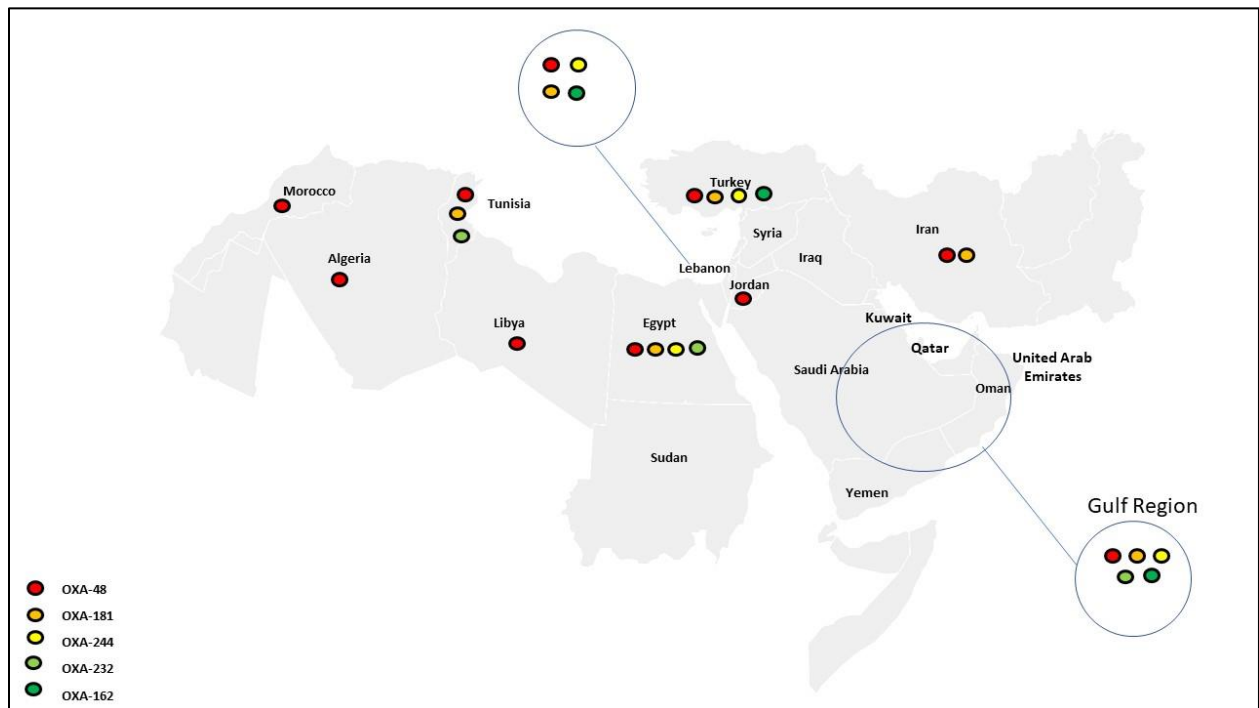 Morocco
Tunisia
Turkey
Algeria
Syria
Iran
Lebanon
Iraq
Jordan
Libya
Egypt
Kuwait
Qatar
Saudi Arabia
United Arab
Emirates
Oman
Sudan
Yemen
Gulf Region
OXA-48
OXA-181
OXA-244
OXA-232
OXA-162